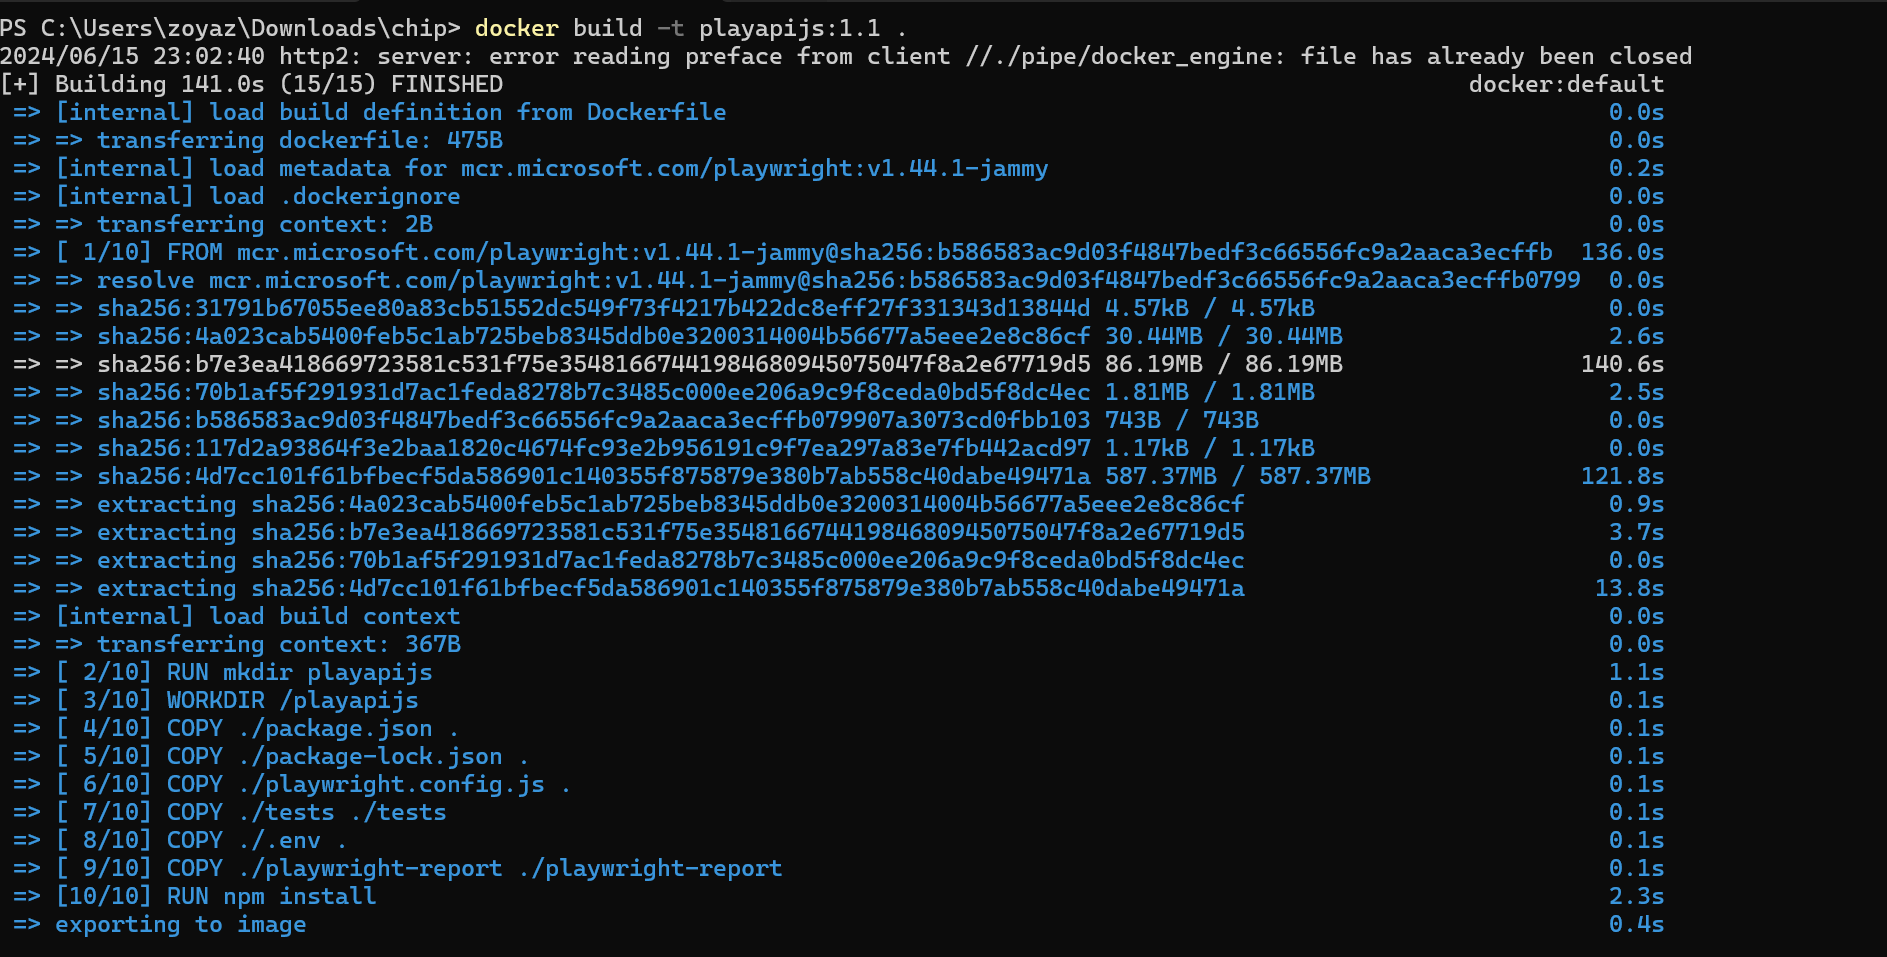 PS C:\Users\zoyaz\Downloads\chip> docker build -t playapijs:1.1 .
2024/06/15 23:02:40 http2: server: error reading preface from client //./pipe/docker_engine: file has already been closed
[+] Building 141.0s (15/15) FINISHED docker:default
=> [internal] load build definition from Dockerfile 0.0s
=> => transferring dockerfile: 475B 0.0s
=> [internal] load metadata for mcr.microsoft.com/playwright:v1.44.1-jammy 0.2s
=> [internal] load .dockerignore 0.0s
=> => transferring context: 2B 0.0s
=> [ 1/10] FROM mcr.microsoft.com/playwright:v1.44.1-jammy@sha256:b586583ac9d03f4847bedf3c66556fc9a2aaca3ecffb 136.0s
=> => resolve mcr.microsoft.com/playwright:v1.44.1-jammy@sha256:b586583ac9d03f4847bedf3c66556fc9a2aaca3ecffb0799 0.0s
=> => sha256:31791b67055ee80a83cb51552dc549f73f4217b422dc8eff27f331343d13844d 4.57kB / 4.57kB 0.0s
=> => sha256:4a023cab5400feb5c1ab725beb8345ddb0e3200314004b56677a5eee2e8c86cf 30.44MB / 30.44MB 2.6s
=> => sha256:b7e3ea418669723581c531f75e3548166744198468094507504​7f8a2e67719d5 86.19MB / 86.19MB 140.6s
=> => sha256:70b1af5f291931d7ac1feda8278b7c3485c000ee206a9c9f8ceda0bd5f8dc4ec 1.81MB / 1.81MB 2.5s
=> => sha256:b586583ac9d03f4847bedf3c66556fc9a2aaca3ecffb079907a3073cd0fbb103 743B / 743B 0.0s
=> => sha256:117d2a93864f3e2baa1820c4674fc93e2b956191c9f7ea297a83e7fb442acd97 1.17kB / 1.17kB 0.0s
=> => sha256:4d7cc101f61bfbecf5da586901c140355f875879e380b7ab558c40dabe49471a 587.37MB / 587.37MB 121.8s
=> => extracting sha256:4a023cab5400feb5c1ab725beb8345ddb0e3200314004b56677a5eee2e8c86cf 0.9s
=> => extracting sha256:b7e3ea418669723581c531f75e35481667441984680945075047f8a2e67719d5 3.7s
=> => extracting sha256:70b1af5f291931d7ac1feda8278b7c3485c000ee206a9c9f8ceda0bd5f8dc4ec 0.0s
=> => extracting sha256:4d7cc101f61bfbecf5da586901c140355f875879e380b7ab558c40dabe49471a 13.8s
=> [internal] load build context 0.0s
=> => transferring context: 367B 0.0s
=> [ 2/10] RUN mkdir playapijs 1.1s
=> [ 3/10] WORKDIR /playapijs 0.1s
=> [ 4/10] COPY ./package.json . 0.1s
=> [ 5/10] COPY ./package-lock.json . 0.1s
=> [ 6/10] COPY ./playwright.config.js . 0.1s
=> [ 7/10] COPY ./tests ./tests 0.1s
=> [ 8/10] COPY ./.env . 0.1s
=> [ 9/10] COPY ./playwright-report ./playwright-report 0.1s
=> [10/10] RUN npm install 2.3s
=> exporting to image 0.4s